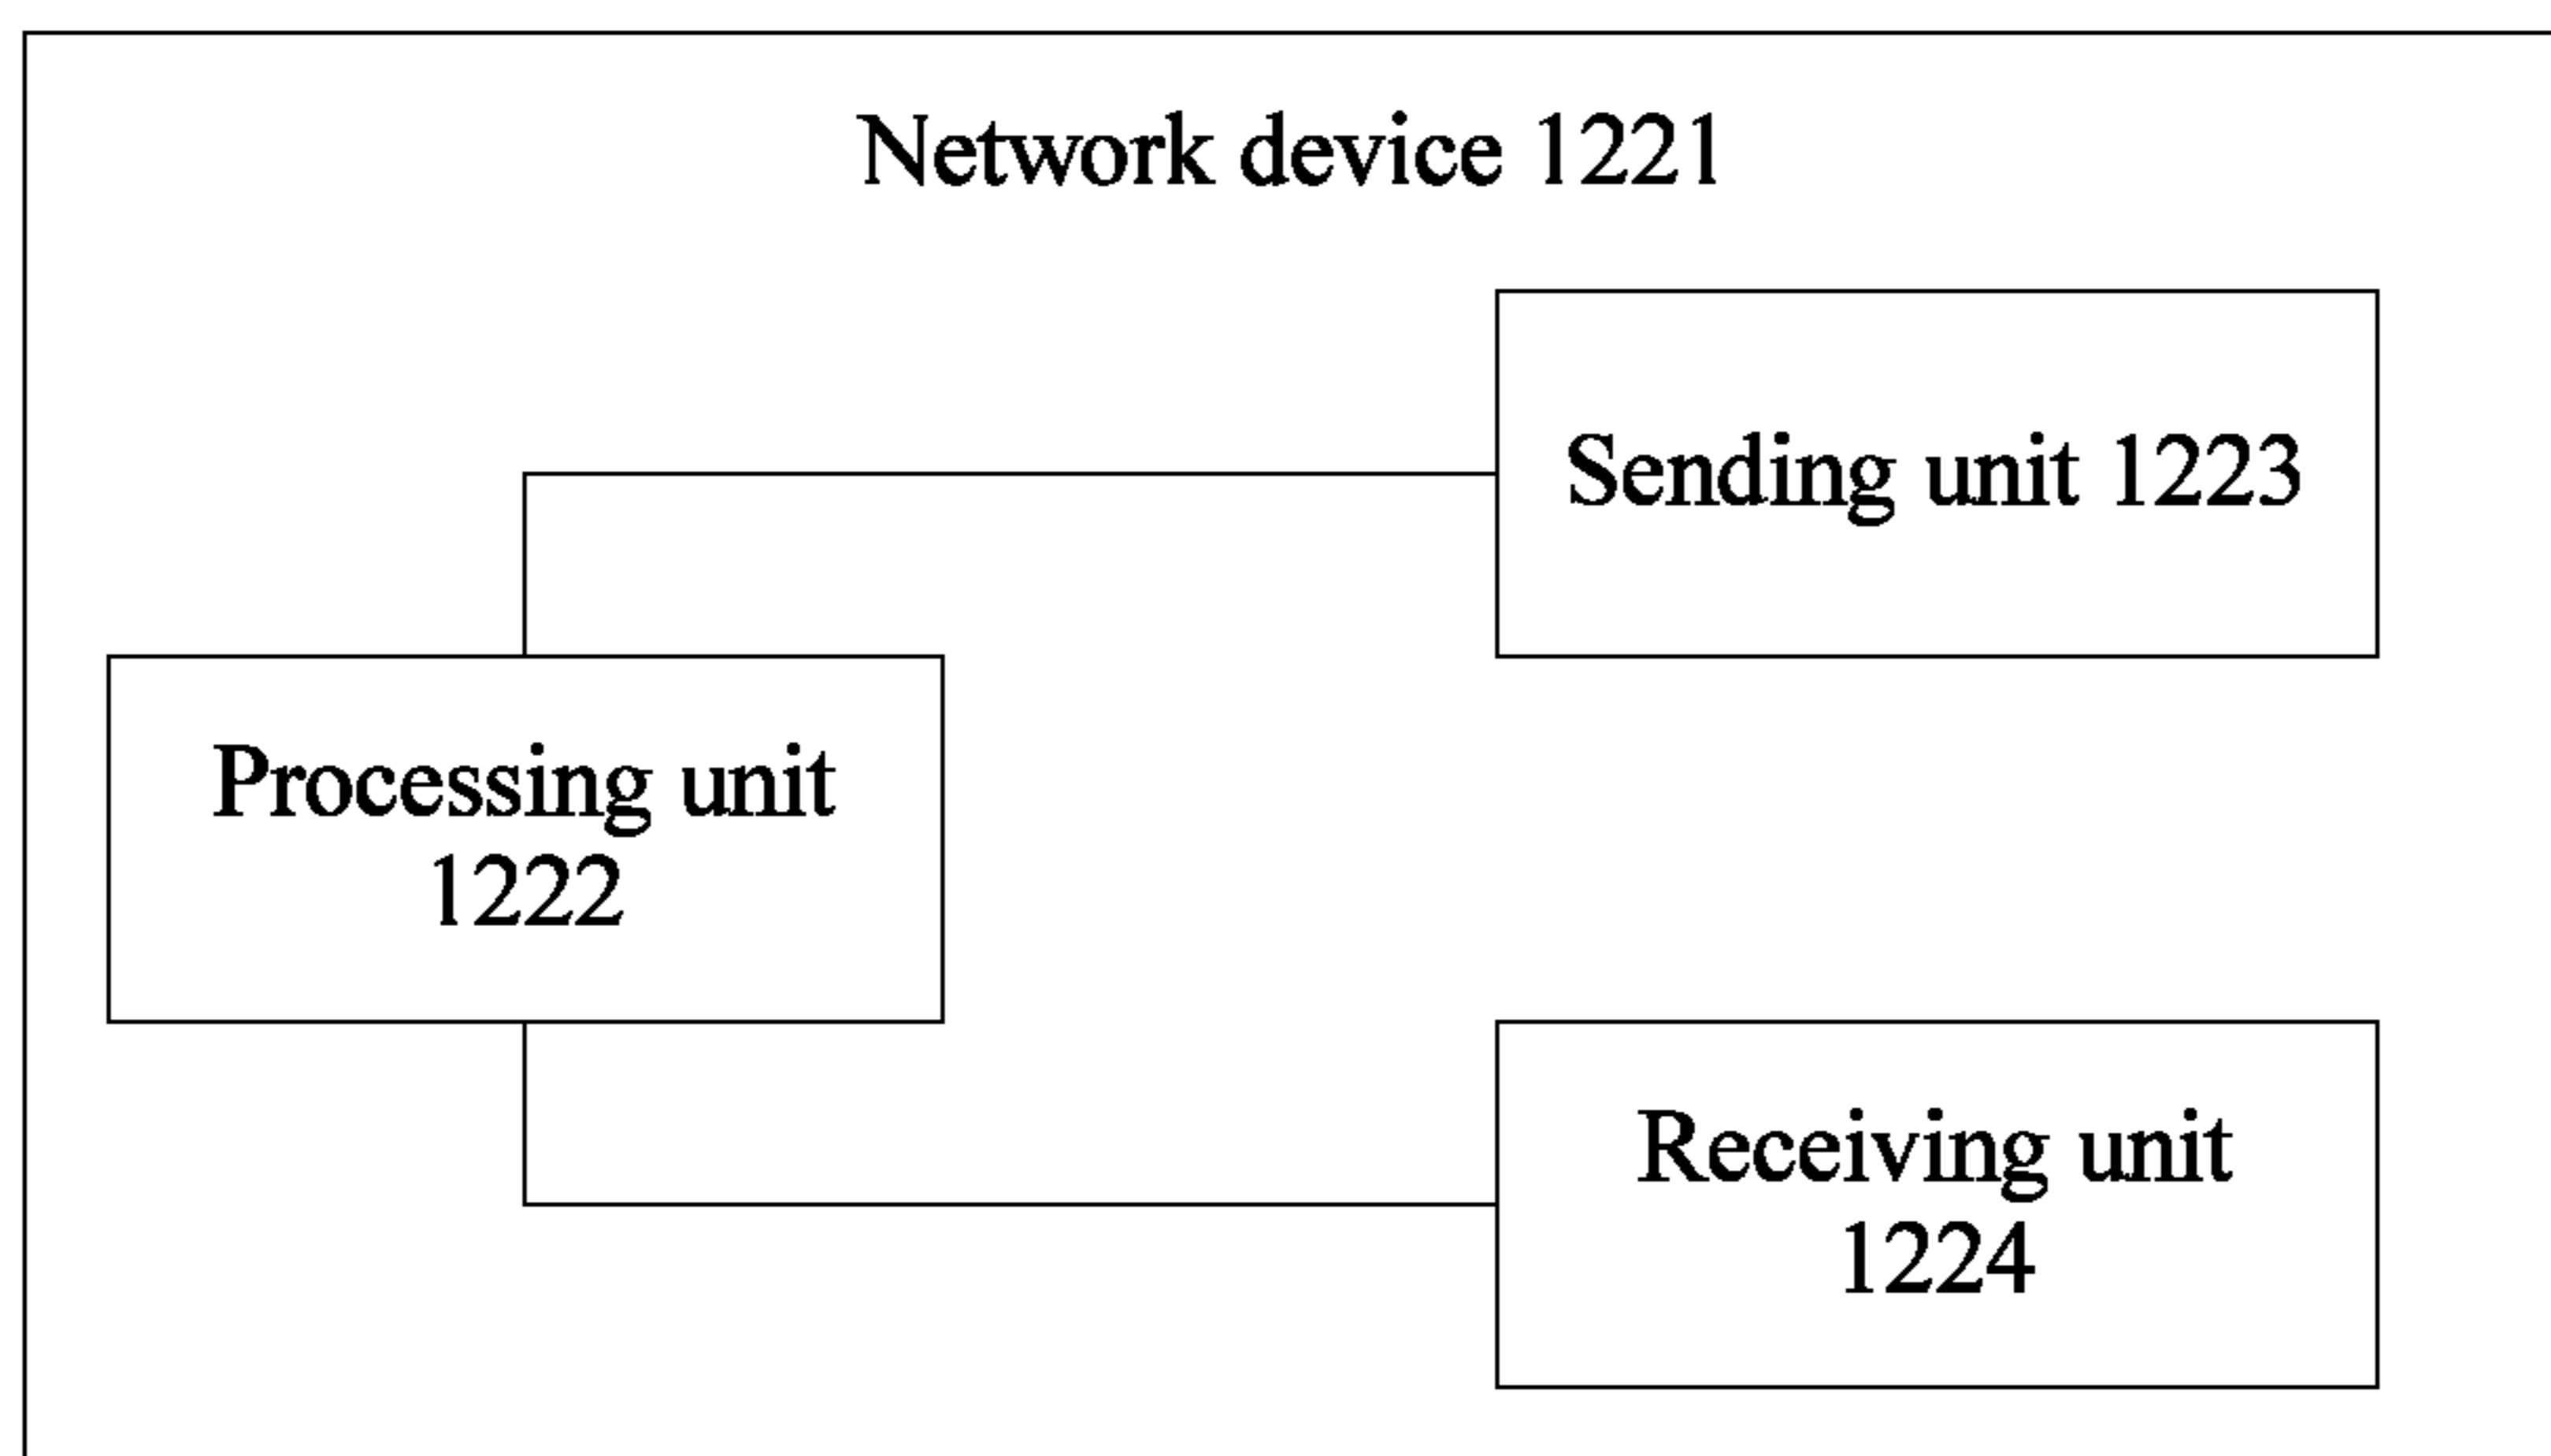 Network device 1221
Sending unit 1223
Processing unit
1222
Receiving unit
1224